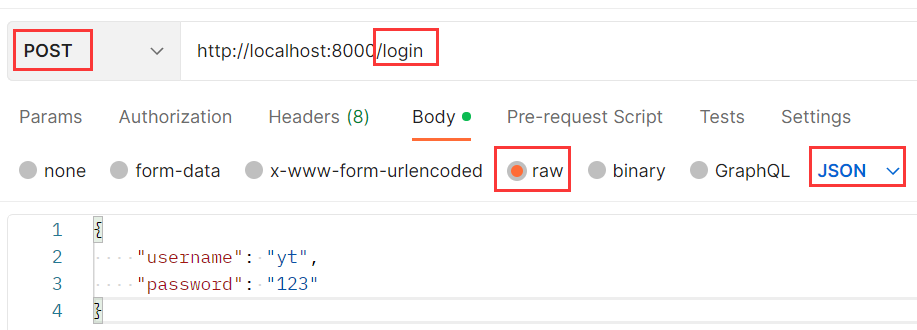 POST http://localhost:8000/login
Params Authorization Headers (8) Body Pre-request Script Tests Settings
none form-data x-www-form-urlencoded raw binary GraphQL JSON
1 {
2 "username": "yt",
3 "password": "123"
4 }